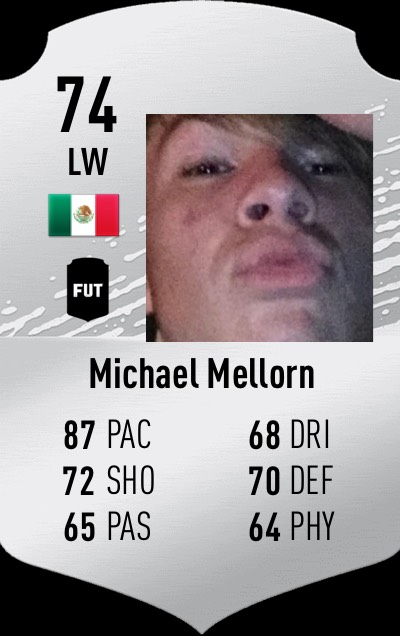 74
LW
FUT
Michael Mellorn
87 PAC 68 DRI
72 SHO 70 DEF
65 PAS 64 PHY